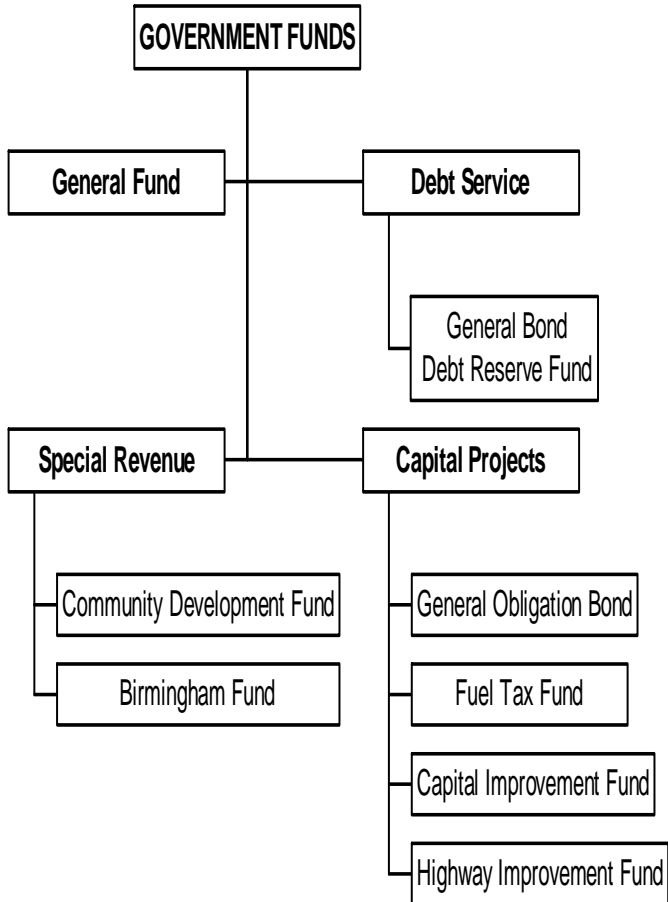 GOVERNMENT FUNDS
General Fund
Debt Service
General Bond
Debt Reserve Fund
Special Revenue
Capital Projects
Community Development Fund
General Obligation Bond
Birmingham Fund
Fuel Tax Fund
Capital Improvement Fund
Highway Improvement Fund